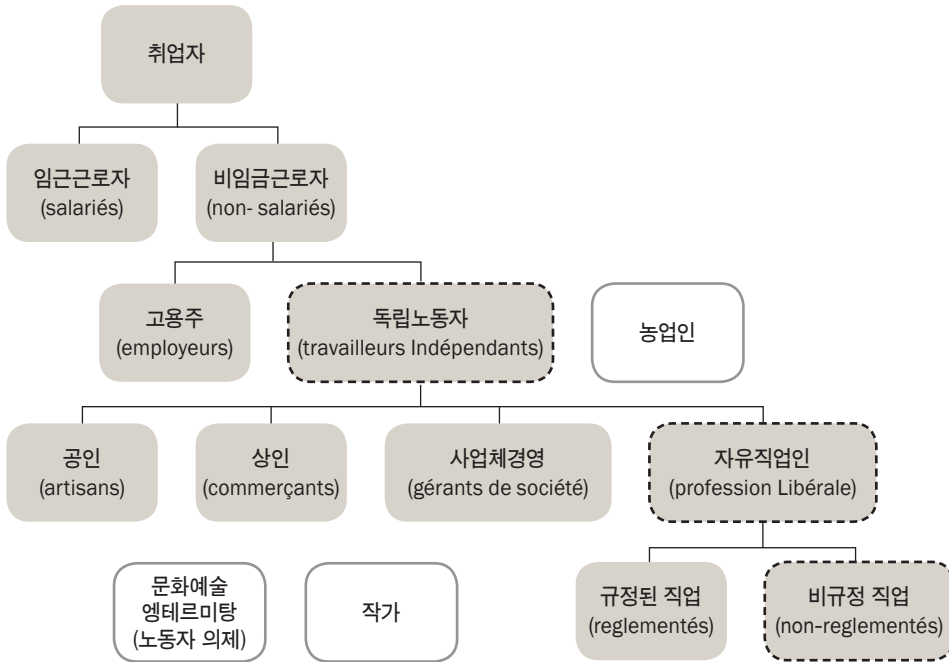 취업자
임근근로자
(salariés)
비임금근로자
(non- salariés)
고용주
(employeurs)
독립노동자
(travailleurs Indépendants)
농업인
공인
(artisans)
상인
(commerçants)
사업체경영
(gérants de société)
자유직업인
(profession Libérale)
문화예술
엥테르미탕
(노동자 의제)
작가
규정된 직업
(reglementés)
비규정 직업
(non-reglementés)